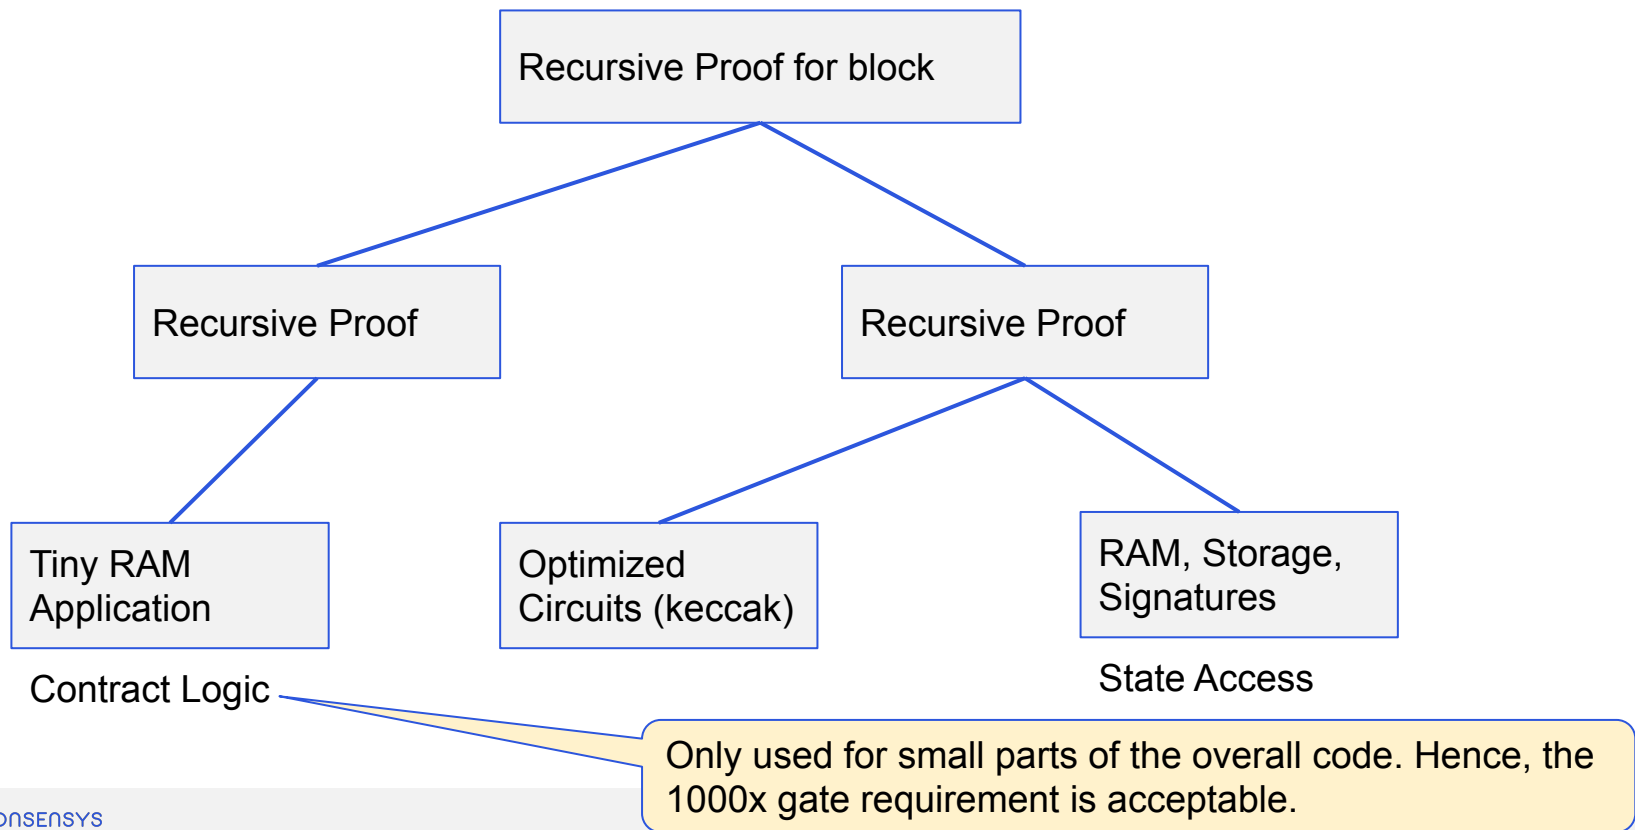 Recursive Proof for block
Recursive Proof
Recursive Proof
Tiny RAM
Application
Optimized
Circuits (keccak)
RAM, Storage,
Signatures
Contract Logic
State Access
Only used for small parts of the overall code. Hence, the
1000x gate requirement is acceptable.
ONSENSYS